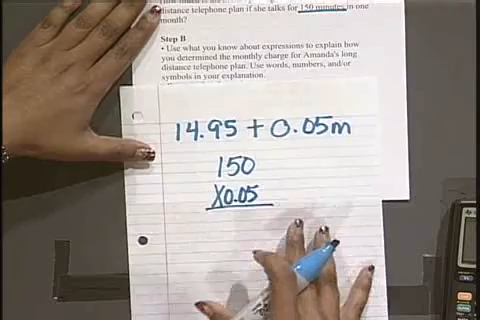 distance telephone plan if she talks for 150 minutes in one
month?
Step B
• Use what you know about expressions to explain how
you determined the monthly charge for Amanda's long
distance telephone plan. Use words, numbers, and/or
symbols in your explanation.
14.95 + 0.05m
150
X0.05